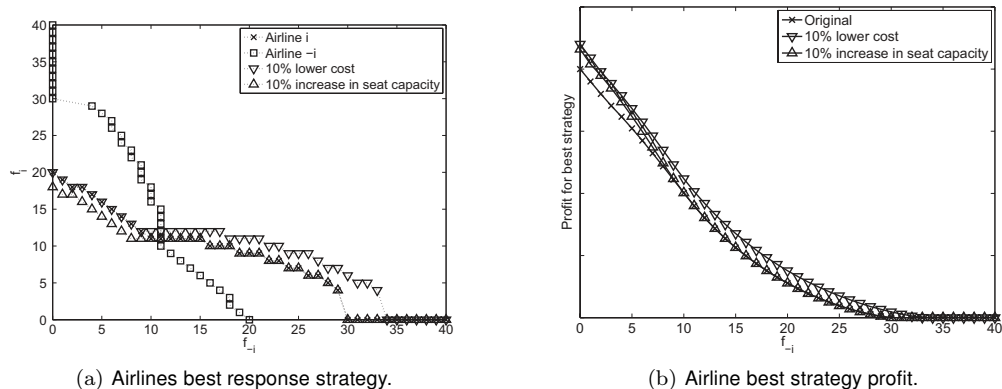 40
35
30
25
20
15
10
5
0
f_i
0 5 10 15 20 25 30 35 40
f_{-i}
Airline i
Airline −i
10% lower cost
10% increase in seat capacity
(a) Airlines best response strategy.
Profit for best strategy
0 5 10 15 20 25 30 35 40
f_{-i}
Original
10% lower cost
10% increase in seat capacity
(b) Airline best strategy profit.